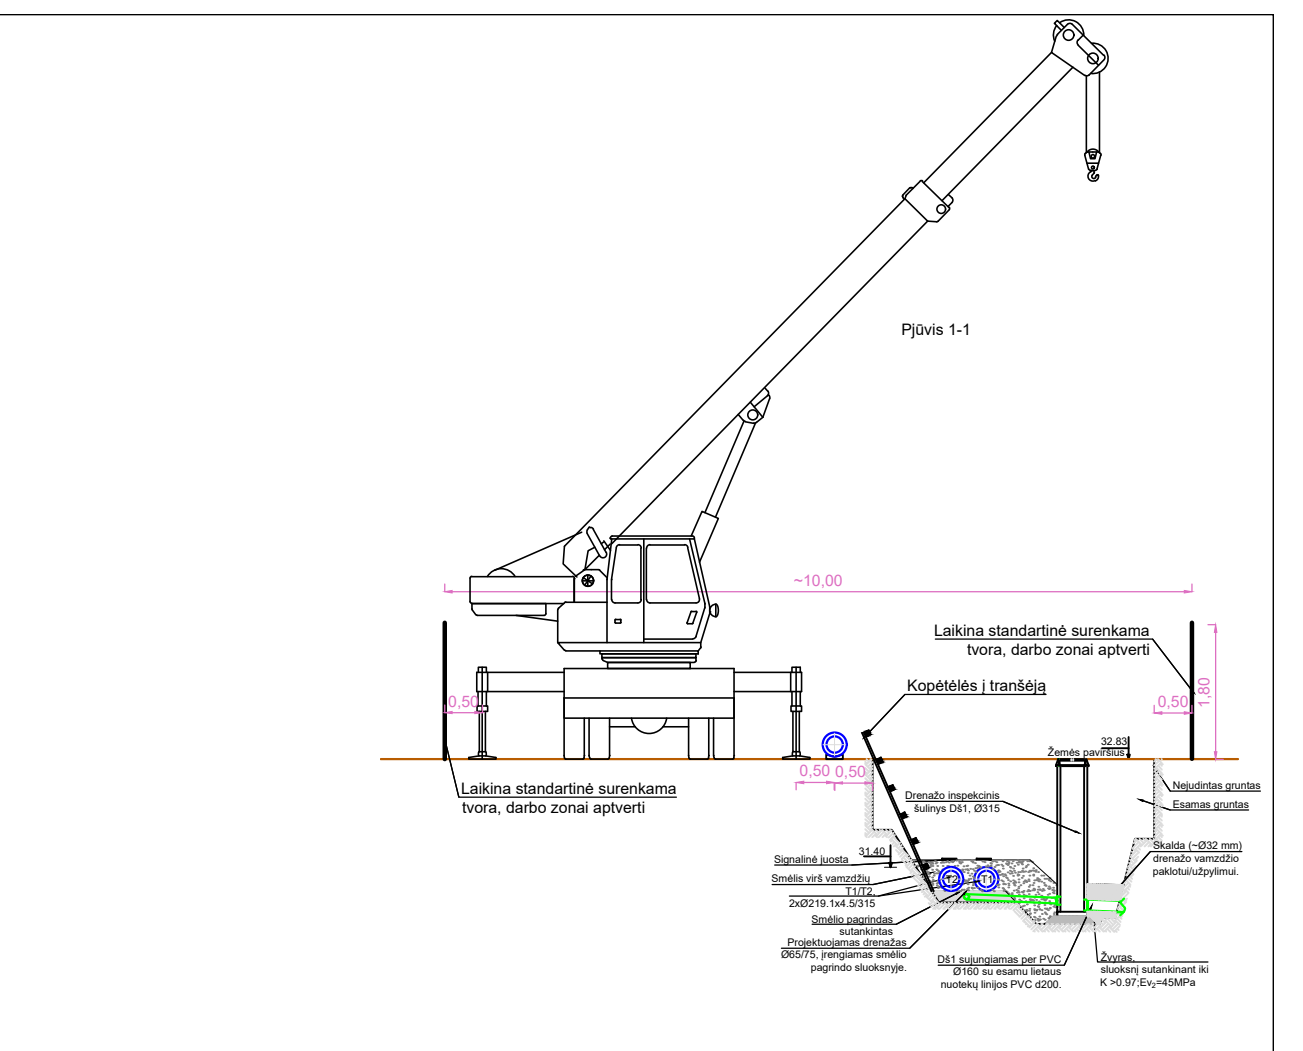 Pjūvis 1-1
~10,00
Laikina standartinė surenkama
tvora, darbo zonai aptverti
Kopėtėlės į tranšėją
0,50
0,50
1,80
32.83
Žemės paviršius
0,50
0,50
Laikina standartinė surenkama
tvora, darbo zonai aptverti
Drenažo inspekcinis
šulinys Dš1, Ø315
Nejudintas gruntas
Esamas gruntas
31.40
Signalinė juosta
Skalda (~Ø32 mm)
drenažo vamzdžio
paklotui/užpylimui.
Smėlis virš vamzdžių
T2
T1
T1/T2,
2xØ219.1x4.5/315
Smėlio pagrindas
sutankintas
Projektuojamas drenažas
Ø65/75, įrengiamas smėlio
pagrindo sluoksnyje.
Dš1 sujungiamas per PVC
Ø160 su esamu lietaus
nuotekų linijos PVC d200.
Žvyras,
sluoksnį sutankinant iki
K >0.97;Ev₂=45MPa